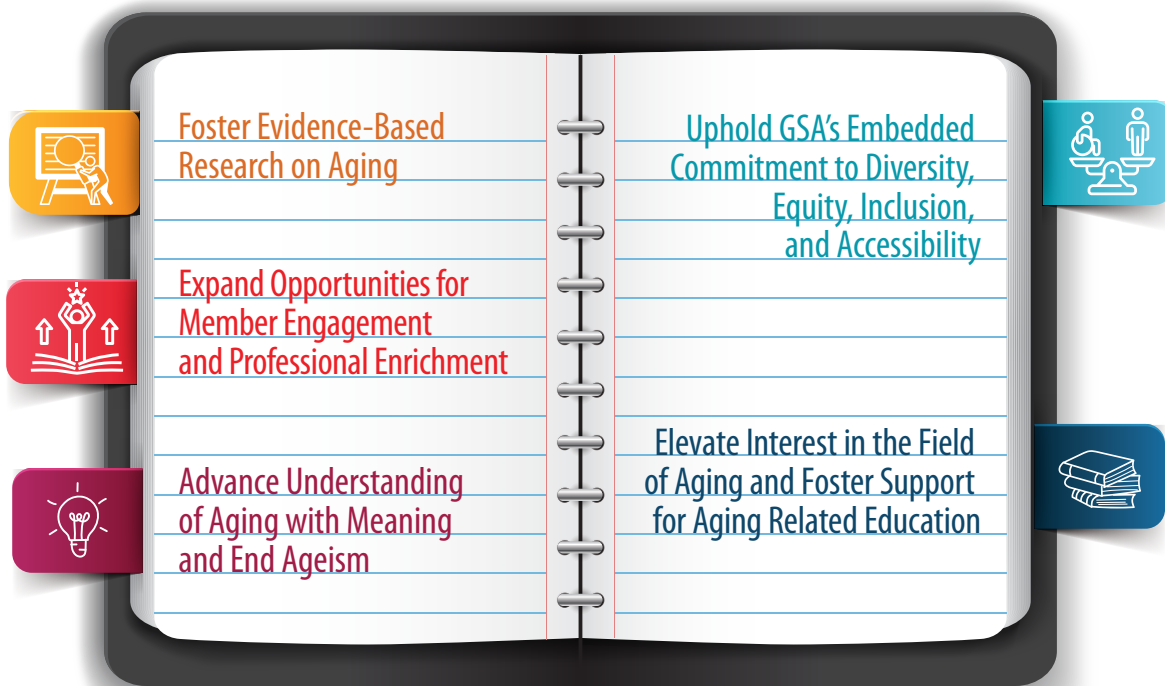 Foster Evidence-Based
Research on Aging
Expand Opportunities for
Member Engagement
and Professional Enrichment
Advance Understanding
of Aging with Meaning
and End Ageism
Uphold GSA’s Embedded
Commitment to Diversity,
Equity, Inclusion,
and Accessibility
Elevate Interest in the Field
of Aging and Foster Support
for Aging Related Education